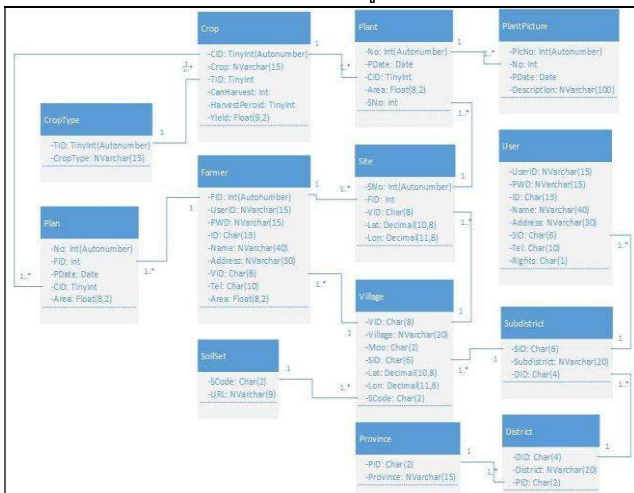 Crop
-CID: TinyInt(Autonumber)
-Crop: NVarchar(15)
-TID: TinyInt
-CanHarvest: Int
-HarvestPeroid: TinyInt
-Yield: Float(9,2)
Plant
-No: Int(Autonumber)
-PDate: Date
-CID: TinyInt
-Area: Float(8,2)
-SNo: Int
PlantPicture
-PicNo: Int(Autonumber)
-No: Int
-PDate: Date
-Description: NVarchar(100)
CropType
-TID: TinyInt(Autonumber)
-CropType: NVarchar(15)
Farmer
-FID: Int(Autonumber)
-UserID: NVarchar(15)
-PWD: NVarchar(15)
-ID: Char(13)
-Name: NVarchar(40)
-Address: NVarchar(30)
-VID: Char(8)
-Tel: Char(10)
-Area: Float(8,2)
Site
-SNo: Int(Autonumber)
-FID: Int
-VID: Char(8)
-Lat: Decimal(10,8)
-Lon: Decimal(11,8)
User
-UserID: NVarchar(15)
-PWD: NVarchar(15)
-ID: Char(13)
-Name: NVarchar(40)
-Address: NVarchar(30)
-SID: Char(6)
-Tel: Char(10)
-Rights: Char(1)
Plan
-No: Int(Autonumber)
-FID: Int
-PDate: Date
-CID: TinyInt
-Area: Float(8,2)
Village
-VID: Char(8)
-Village: NVarchar(20)
-Moo: Char(2)
-SID: Char(6)
-Lat: Decimal(10,8)
-Lon: Decimal(11,8)
-SCode: Char(2)
Subdistrict
-SID: Char(6)
-Subdistrict: NVarchar(20)
-DID: Char(4)
SoilSet
-SCode: Char(2)
-URL: NVarchar(9)
Province
-PID: Char(2)
-Province: NVarchar(15)
District
-DID: Char(4)
-District: NVarchar(20)
-PID: Char(2)
1
1..*
1
1..*
1
1..*
1
1..*
1
1..*
1
1..*
1
1..*
1
1..*
1
1..*
1
1..*
1
1..*